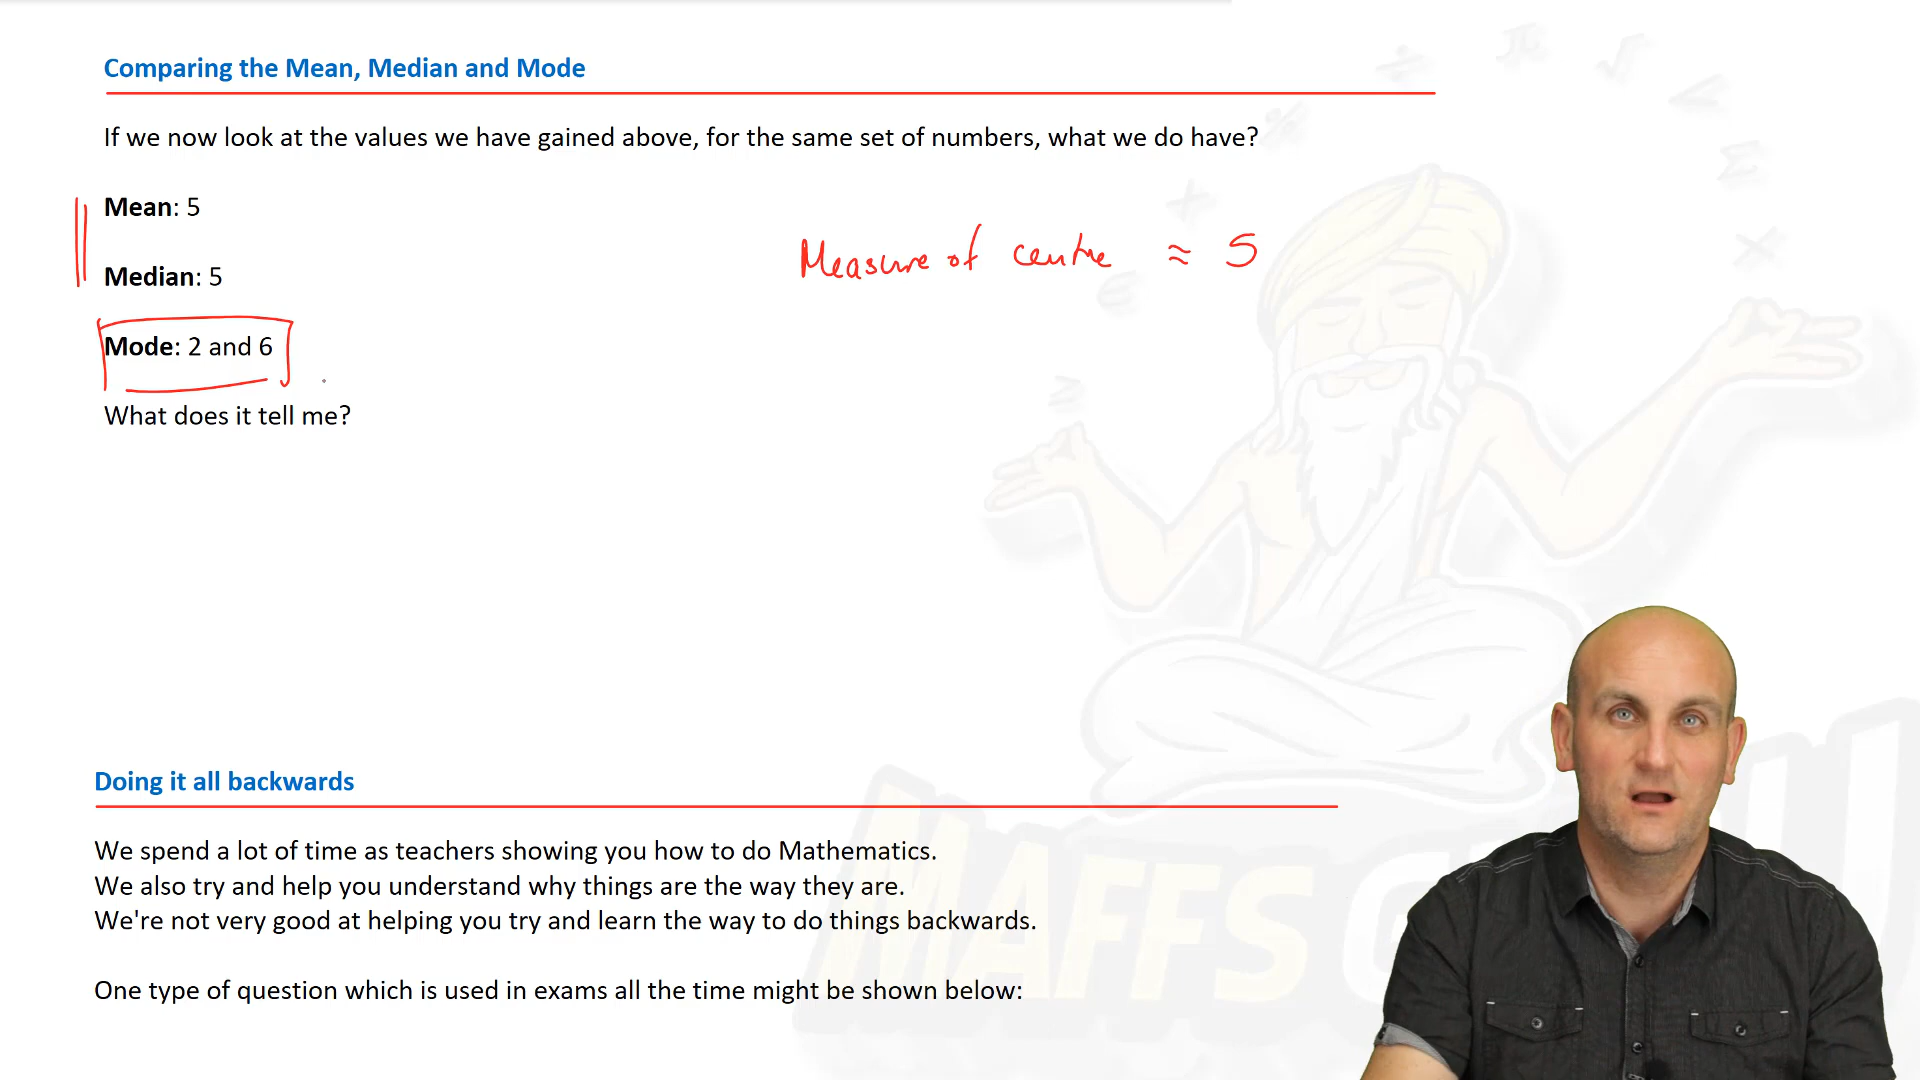 Comparing the Mean, Median and Mode
If we now look at the values we have gained above, for the same set of numbers, what we do have?
Mean: 5
Measure of centre ≈ 5
Median: 5
Mode: 2 and 6
What does it tell me?
Doing it all backwards
We spend a lot of time as teachers showing you how to do Mathematics.
We also try and help you understand why things are the way they are.
We're not very good at helping you try and learn the way to do things backwards.
One type of question which is used in exams all the time might be shown below:
MAFFS G